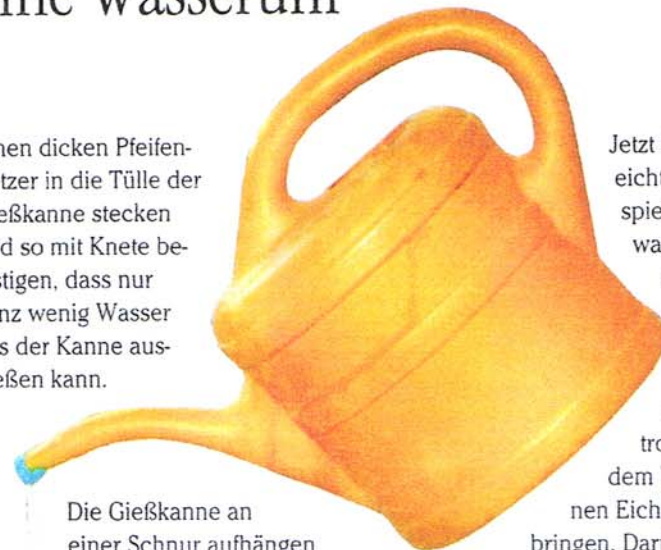 hen dicken Pfeifen-
tzer in die Tülle der
eßkanne stecken
d so mit Knete be-
stigen, dass nur
nz wenig Wasser
s der Kanne aus-
eßen kann.
Die Gießkanne an
einer Schnur aufhängen
Jetzt
eicht
spie
wa
tro
dem
nen Eich
bringen. Dar